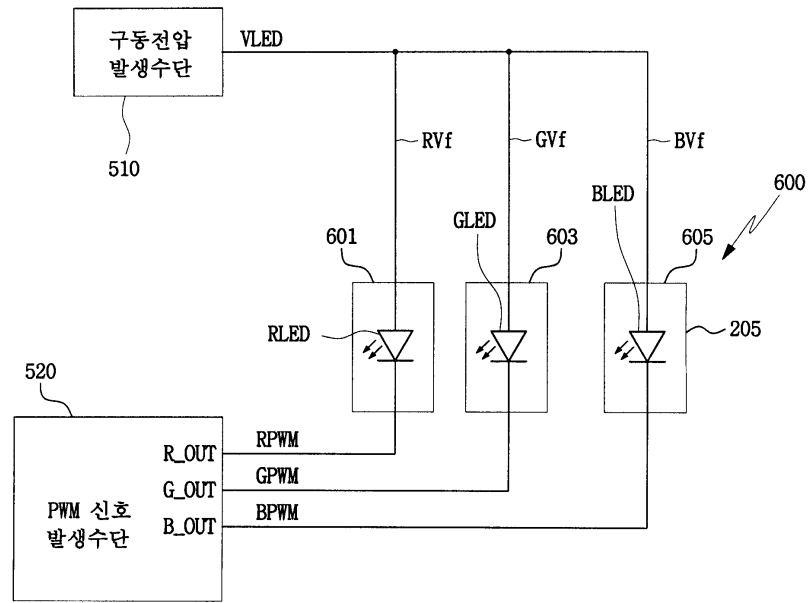 구동전압
발생수단
VLED
510
RVf
GVf
BVf
600
BLED
GLED
601
603
605
RLED
205
520
R_OUT
RPWM
G_OUT
GPWM
PWM 신호
발생수단
B_OUT
BPWM